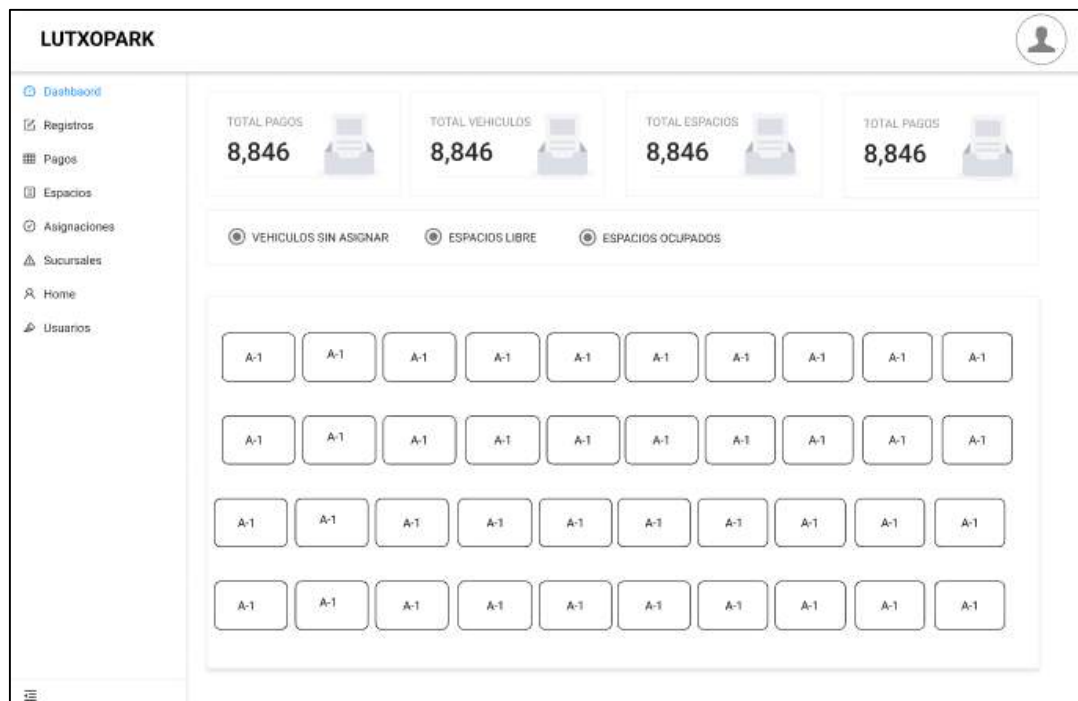 LUTXOPARK
Dashbaord
Registros
Pagos
Espacios
Asignaciones
Sucursales
Home
Usuarios
TOTAL PAGOS TOTAL VEHICULOS TOTAL ESPACIOS TOTAL PAGOS
8,846 8,846 8,846 8,846
VEHICULOS SIN ASIGNAR ESPACIOS LIBRE ESPACIOS OCUPADOS
A-1 A-1 A-1 A-1 A-1 A-1 A-1 A-1 A-1 A-1
A-1 A-1 A-1 A-1 A-1 A-1 A-1 A-1 A-1 A-1
A-1 A-1 A-1 A-1 A-1 A-1 A-1 A-1 A-1 A-1
A-1 A-1 A-1 A-1 A-1 A-1 A-1 A-1 A-1 A-1